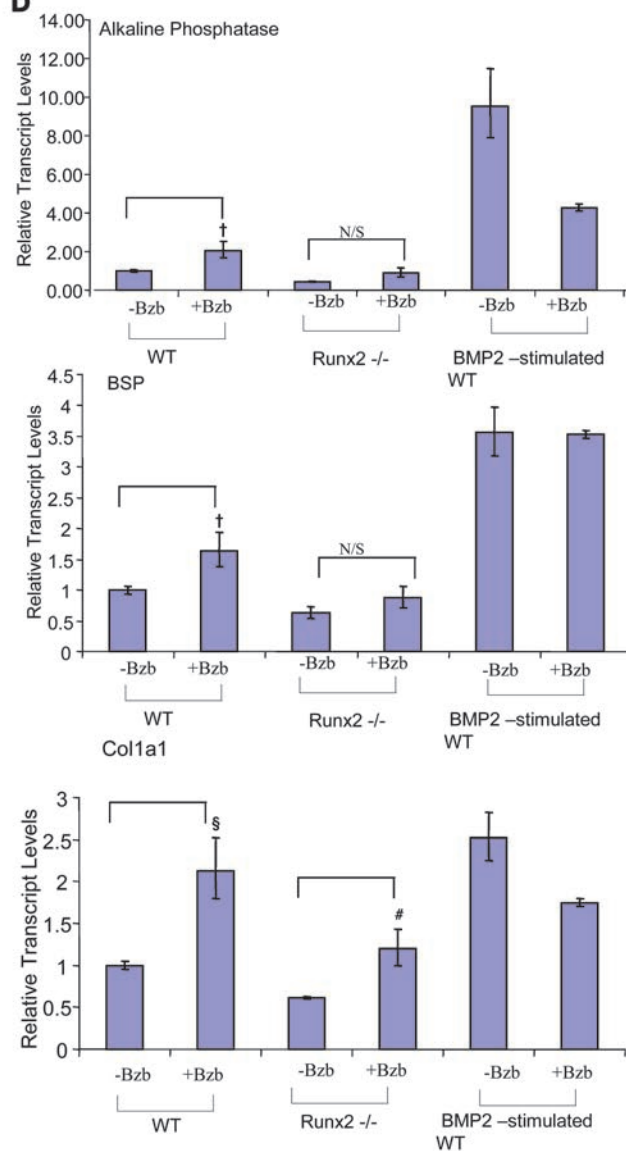 D
Alkaline Phosphatase
Relative Transcript Levels
14.00
12.00
10.00
8.00
6.00
4.00
2.00
0.00
†
N/S
-Bzb +Bzb -Bzb +Bzb -Bzb +Bzb
WT Runx2 -/- BMP2 –stimulated
WT
BSP
Relative Transcript Levels
4.5
4
3.5
3
2.5
2
1.5
1
0.5
0
†
N/S
-Bzb +Bzb -Bzb +Bzb -Bzb +Bzb
WT Runx2 -/- BMP2 –stimulated
WT
Col1a1
Relative Transcript Levels
3
2.5
2
1.5
1
0.5
0
§
#
-Bzb +Bzb -Bzb +Bzb -Bzb +Bzb
WT Runx2 -/- BMP2 –stimulated
WT